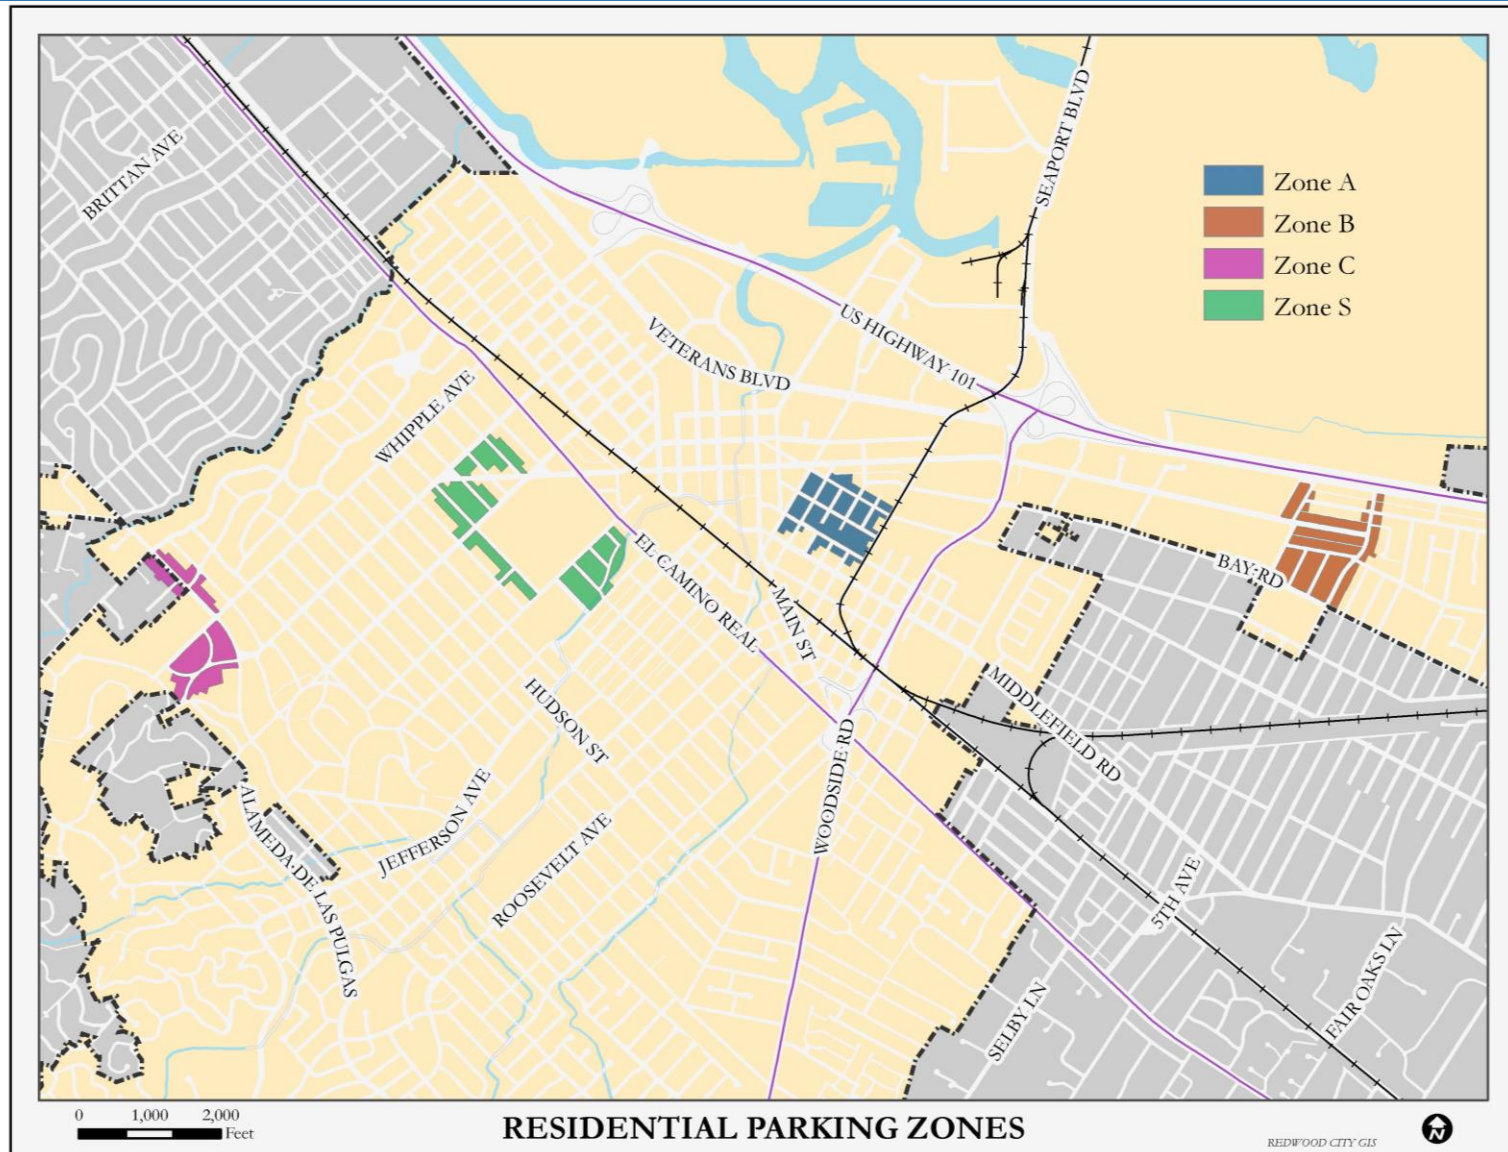 BRITTAN AVE
SEAPORT BLVD
Zone A
Zone B
Zone C
Zone S
US HIGHWAY 101
VETERANS BLVD
WHIPPLE AVE
EL CAMINO REAL
MAIN ST
BAY RD
HUDSON ST
MIDDLEFIELD RD
WOODSIDE RD
JEFFERSON AVE
ROOSEVELT AVE
ALAMEDA DE LAS PULGAS
5TH AVE
FAIR OAKS LN
SELBY LN
0 1,000 2,000
Feet
RESIDENTIAL PARKING ZONES
REDWOOD CITY GIS
N